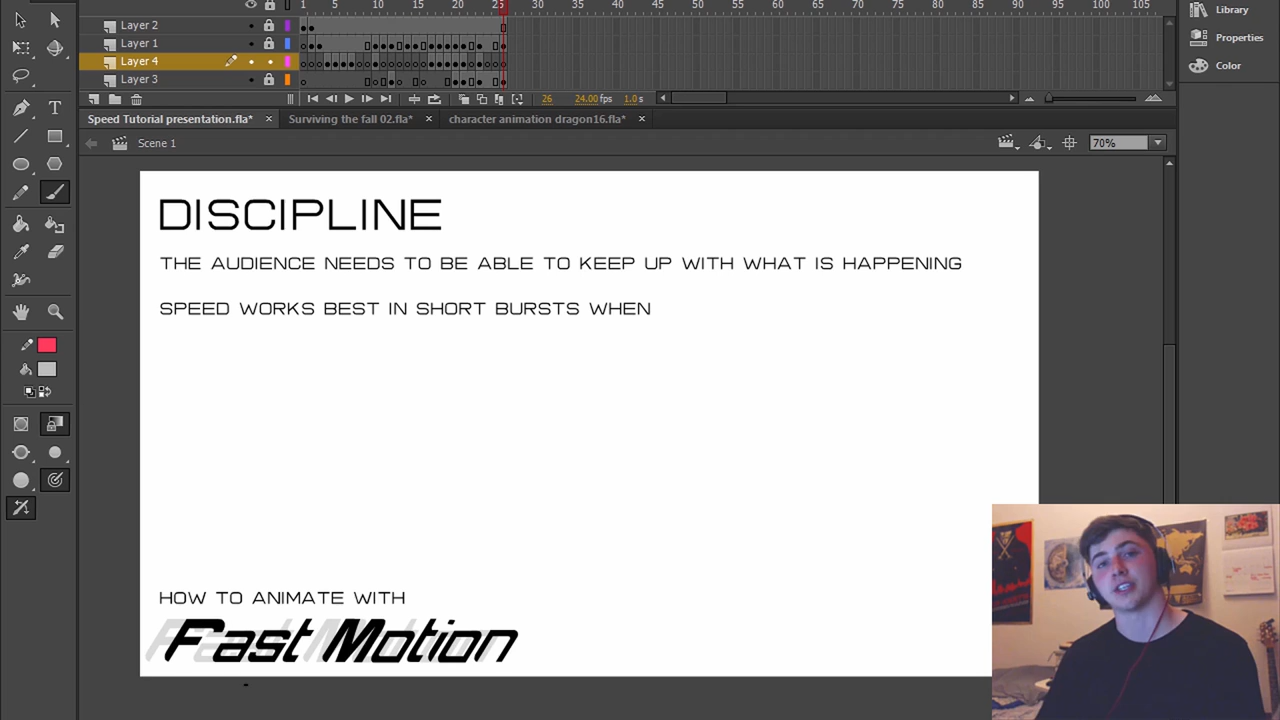 Layer 2
Layer 1
Layer 4
Layer 3
1 5 10 15 20 25 30 35 40 45 50 55 60 65 70 75 80 85 90 95 100 105
26 24.00 fps 1.0 s
Library
Properties
Color
Speed Tutorial presentation.fla* Surviving the fall 02.fla* character animation dragon16.fla*
Scene 1
70%
DISCIPLINE
THE AUDIENCE NEEDS TO BE ABLE TO KEEP UP WITH WHAT IS HAPPENING
SPEED WORKS BEST IN SHORT BURSTS WHEN
HOW TO ANIMATE WITH
Fast Motion